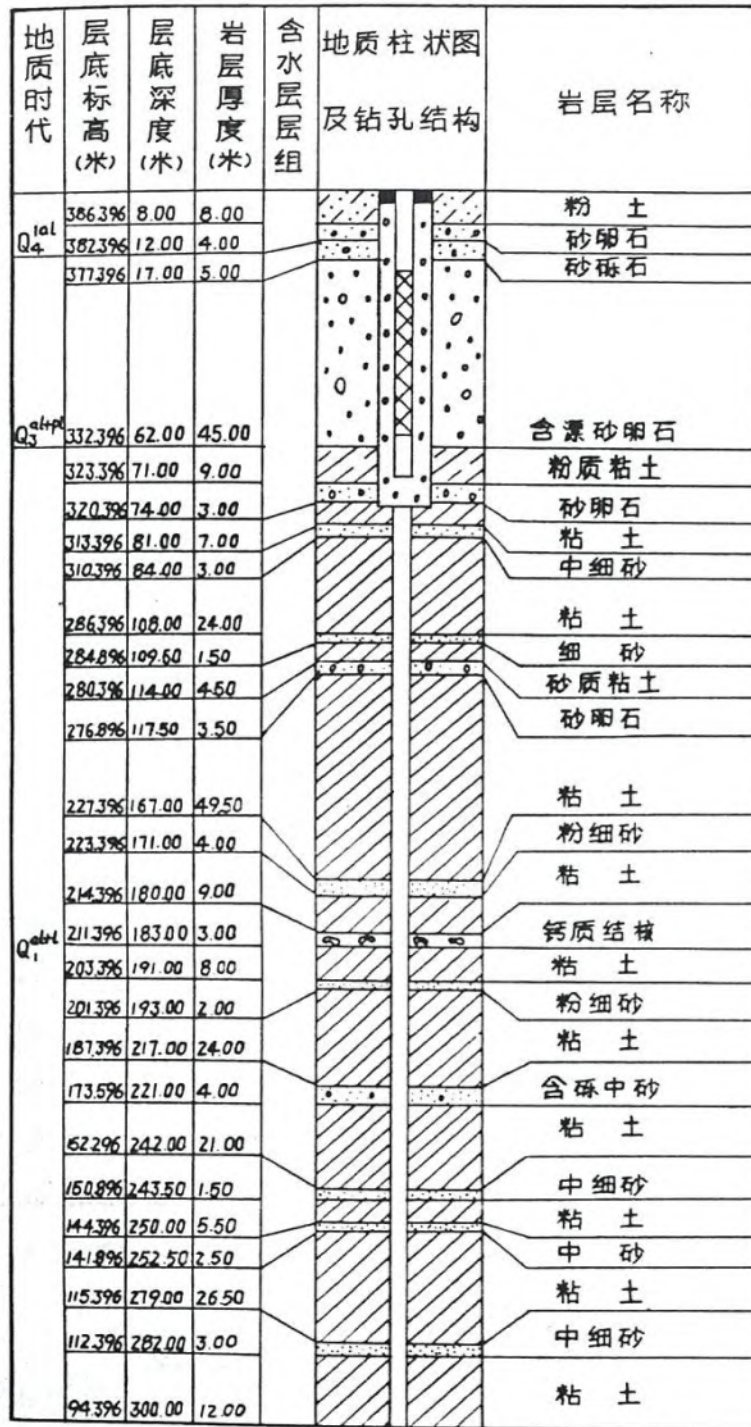 地质时代 层底标高(米) 层底深度(米) 岩层厚度(米) 含水层层组 地质柱状图及钻孔结构 岩层名称
386.396 8.00 8.00 粉 土
Q4 1al 382.396 12.00 4.00 砂卵石
377.396 17.00 5.00 砂砾石
Q3 al+pl 332.396 62.00 45.00 含漂砂卵石
323.396 71.00 9.00 粉质粘土
320.396 74.00 3.00 砂卵石
313.396 81.00 7.00 粘 土
310.396 84.00 3.00 中细砂
286.396 108.00 24.00 粘 土
284.896 109.60 1.50 细 砂
280.396 114.00 4.50 砂质粘土
276.896 117.50 3.50 砂卵石
227.396 167.00 49.50 粘 土
223.396 171.00 4.00 粉细砂
214.396 180.00 9.00 粘 土
211.396 183.00 3.00 钙质结核
203.396 191.00 8.00 粘 土
201.396 193.00 2.00 粉细砂
187.396 217.00 24.00 粘 土
173.596 221.00 4.00 含砾中砂
152.296 242.00 21.00 粘 土
150.896 243.50 1.50 中细砂
144.396 250.00 5.50 粘 土
141.896 252.50 2.50 中 砂
115.396 279.00 26.50 粘 土
112.396 282.00 3.00 中细砂
94.396 300.00 12.00 粘 土